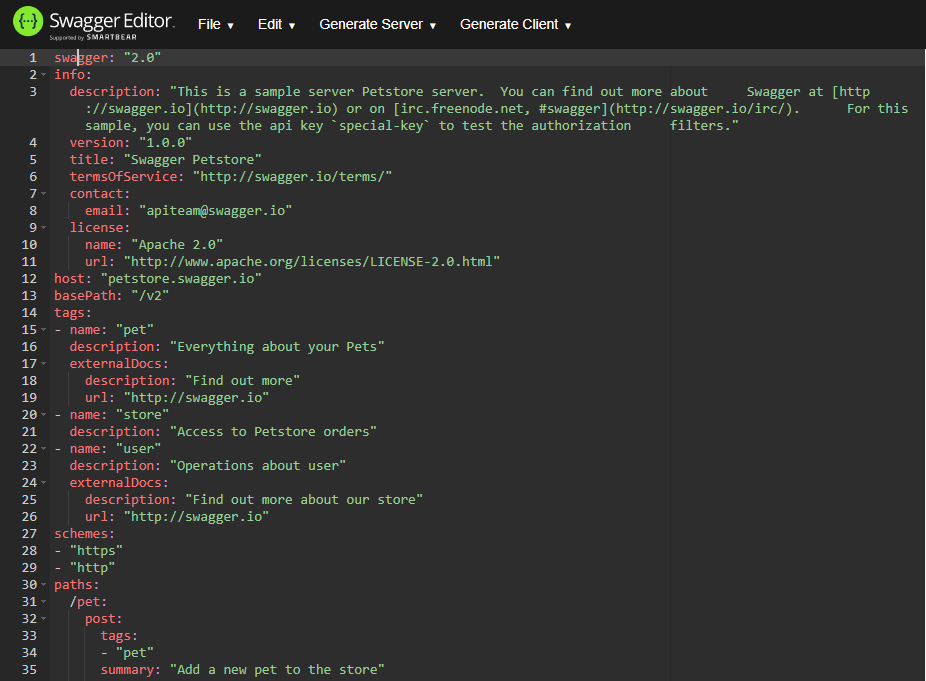 Swagger Editor.
Supported by SMARTBEAR
File ▼ Edit ▼ Generate Server ▼ Generate Client ▼
1 swagger: "2.0"
2 info:
3 description: "This is a sample server Petstore server.  You can find out more about     Swagger at [http
://swagger.io](http://swagger.io) or on [irc.freenode.net, #swagger](http://swagger.io/irc/).      For this
sample, you can use the api key `special-key` to test the authorization     filters."
4 version: "1.0.0"
5 title: "Swagger Petstore"
6 termsOfService: "http://swagger.io/terms/"
7 contact:
8 email: "apiteam@swagger.io"
9 license:
10 name: "Apache 2.0"
11 url: "http://www.apache.org/licenses/LICENSE-2.0.html"
12 host: "petstore.swagger.io"
13 basePath: "/v2"
14 tags:
15 - name: "pet"
16 description: "Everything about your Pets"
17 externalDocs:
18 description: "Find out more"
19 url: "http://swagger.io"
20 - name: "store"
21 description: "Access to Petstore orders"
22 - name: "user"
23 description: "Operations about user"
24 externalDocs:
25 description: "Find out more about our store"
26 url: "http://swagger.io"
27 schemes:
28 - "https"
29 - "http"
30 paths:
31 /pet:
32 post:
33 tags:
34 - "pet"
35 summary: "Add a new pet to the store"